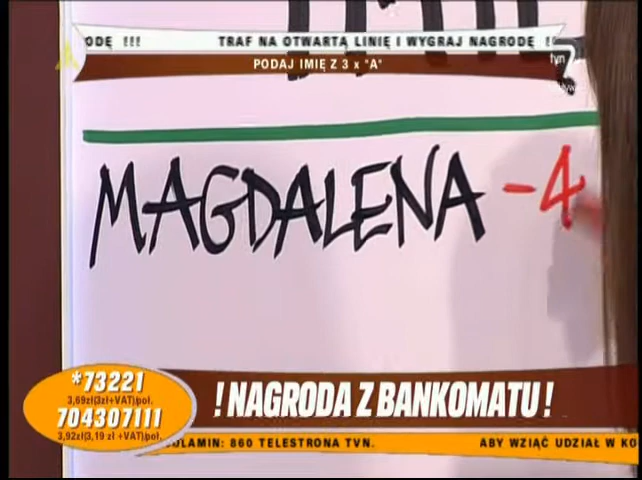 ODĘ !!! TRAF NA OTWARTĄ LINIĘ I WYGRAJ NAGRODĘ !!
PODAJ IMIĘ Z 3 x "A"
tvn
MAGDALENA -4
*73221
3,69zł(3zł+VAT)/poł.
704307111
3,92zł(3,19 zł +VAT)/poł.
! NAGRODA Z BANKOMATU !
ULAMIN: 860 TELESTRONA TVN. ABY WZIĄĆ UDZIAŁ W KO